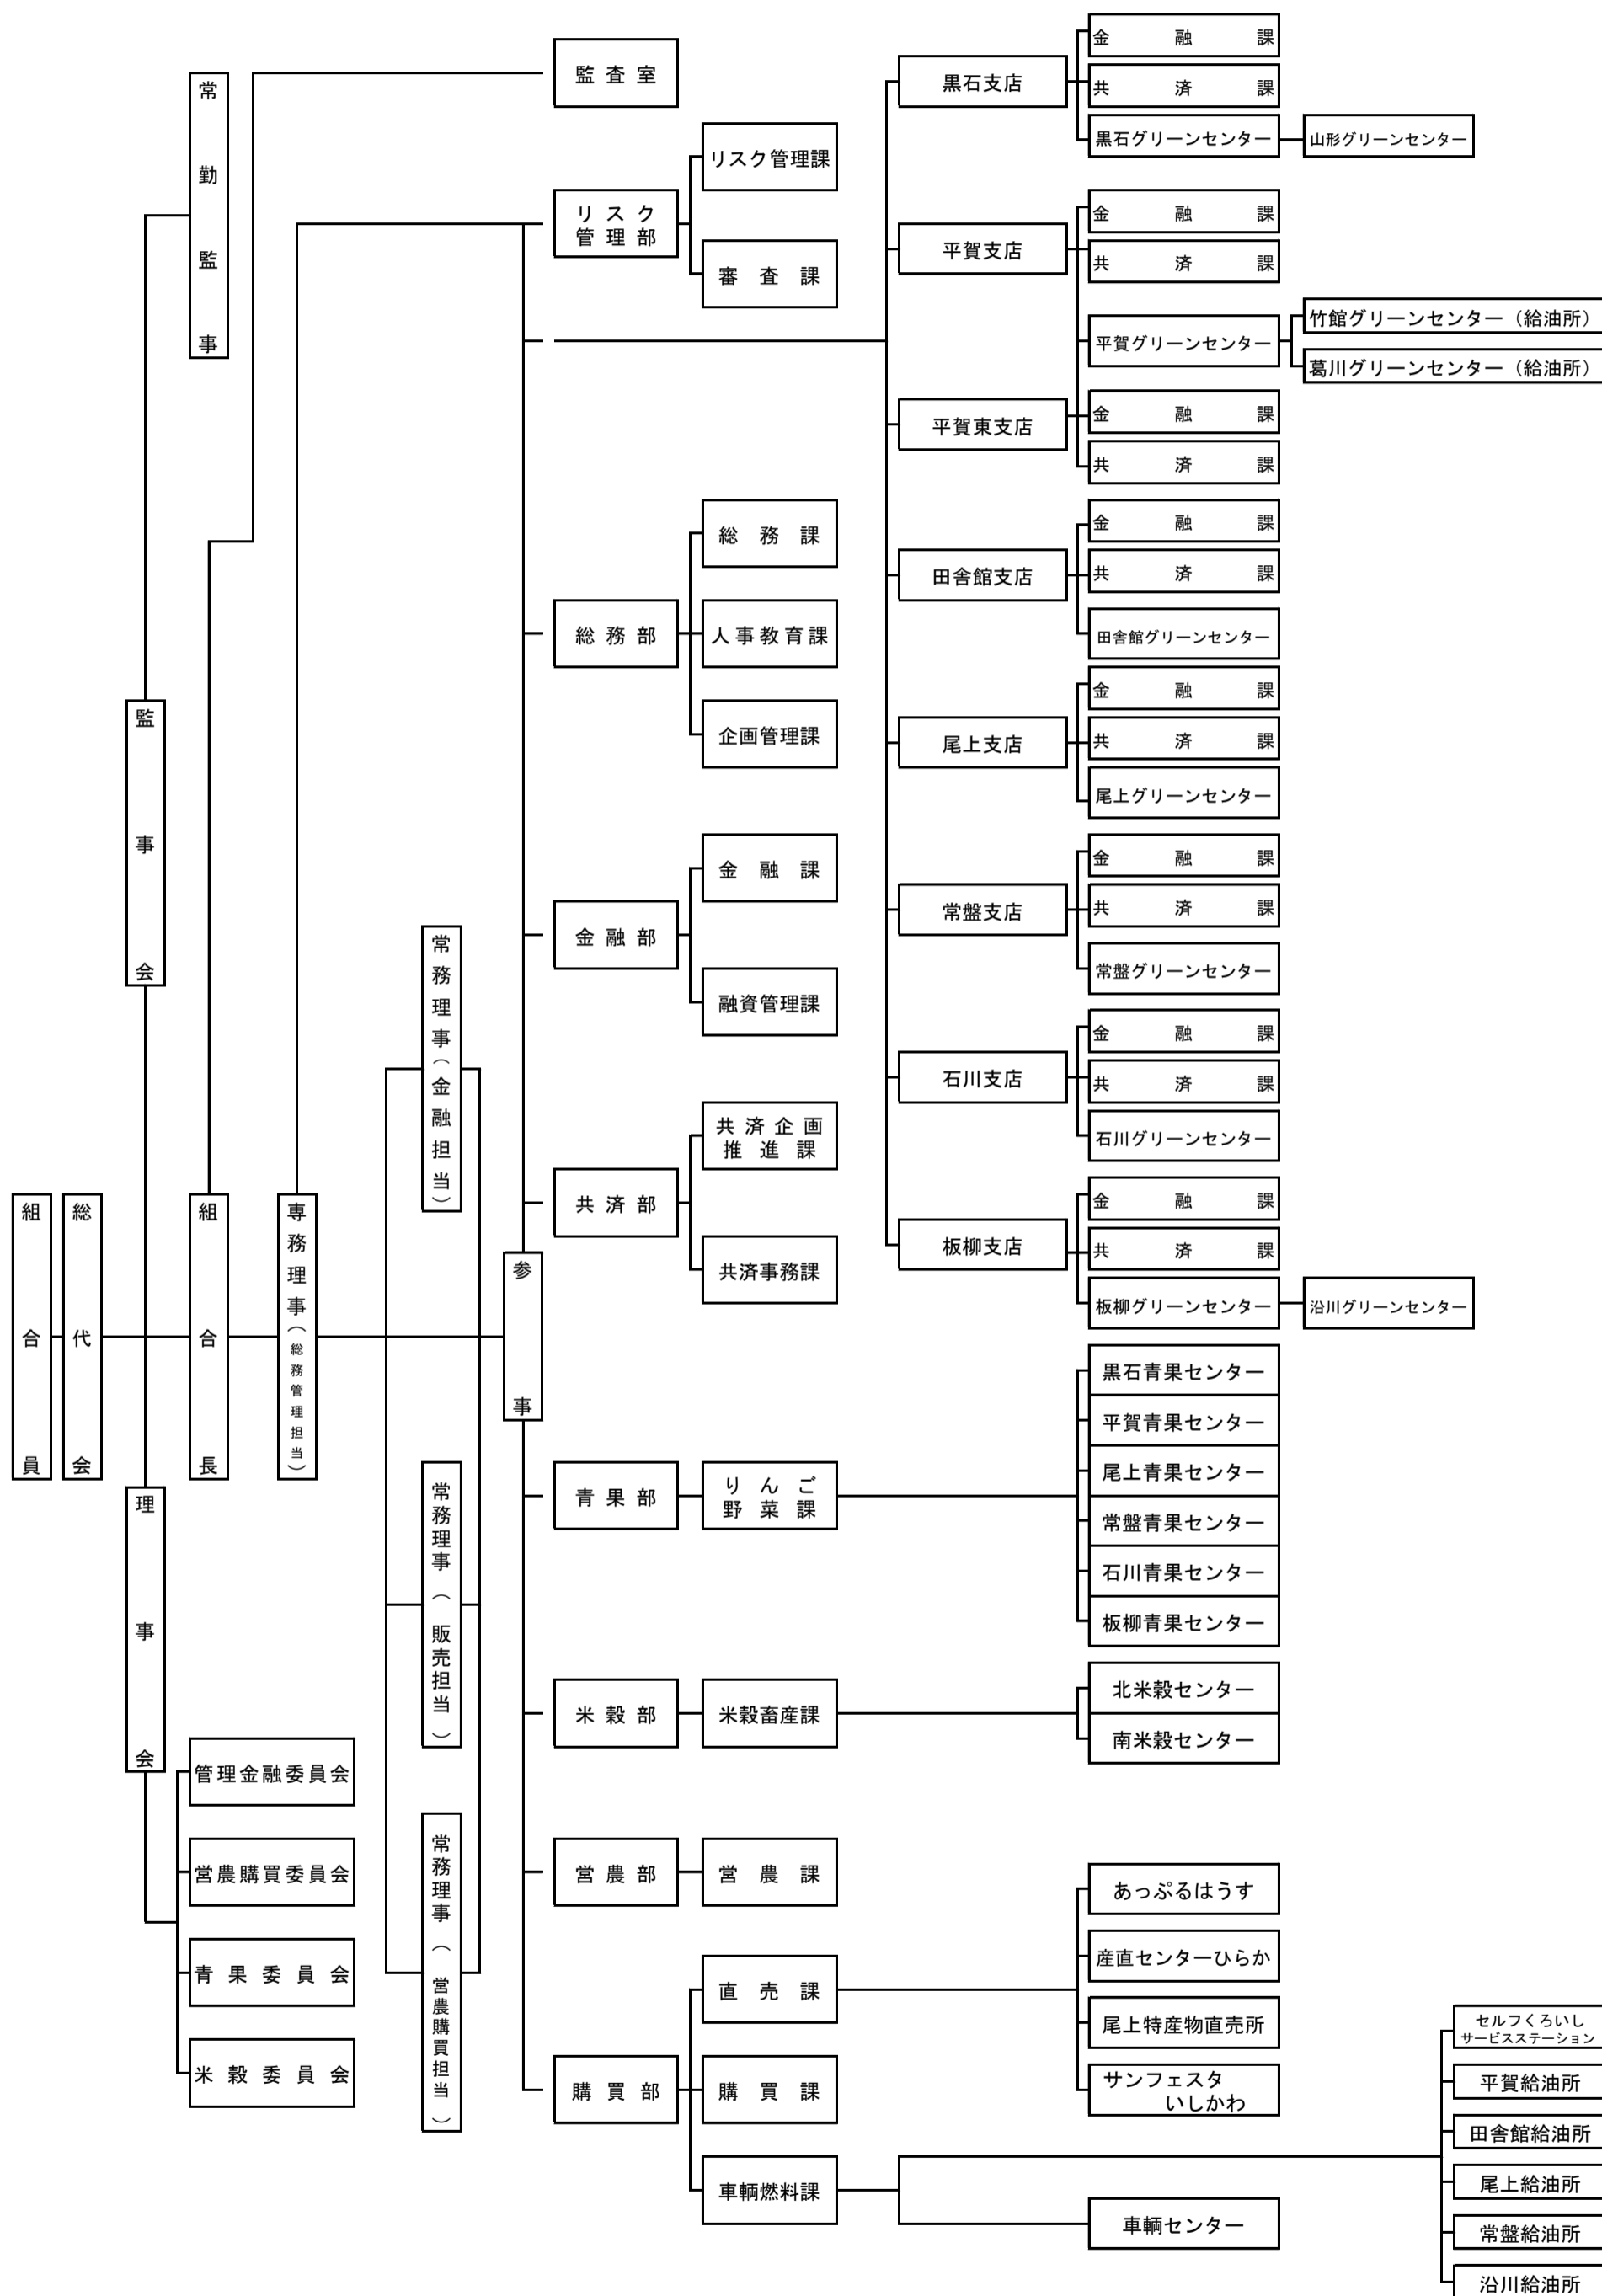 組合員
総代会
監事会
常勤監事
理事会
管理金融委員会
営農購買委員会
青果委員会
米穀委員会
組合長
専務理事（総務管理担当）
常務理事（金融担当）
常務理事（販売担当）
常務理事（営農購買担当）
参事
監査室
リスク
管理部
リスク管理課
審査課
総務部
総務課
人事教育課
企画管理課
金融部
金融課
融資管理課
共済部
共済企画
推進課
共済事務課
青果部
りんご
野菜課
米穀部
米穀畜産課
営農部
営農課
購買部
直売課
購買課
車輌燃料課
黒石支店
金融課
共済課
黒石グリーンセンター
山形グリーンセンター
平賀支店
金融課
共済課
平賀グリーンセンター
竹館グリーンセンター（給油所）
葛川グリーンセンター（給油所）
平賀東支店
金融課
共済課
田舎館支店
金融課
共済課
田舎館グリーンセンター
尾上支店
金融課
共済課
尾上グリーンセンター
常盤支店
金融課
共済課
常盤グリーンセンター
石川支店
金融課
共済課
石川グリーンセンター
板柳支店
金融課
共済課
板柳グリーンセンター
沿川グリーンセンター
黒石青果センター
平賀青果センター
尾上青果センター
常盤青果センター
石川青果センター
板柳青果センター
北米穀センター
南米穀センター
あっぷるはうす
産直センターひらか
尾上特産物直売所
サンフェスタ
いしかわ
車輌センター
セルフくろいし
サービスステーション
平賀給油所
田舎館給油所
尾上給油所
常盤給油所
沿川給油所